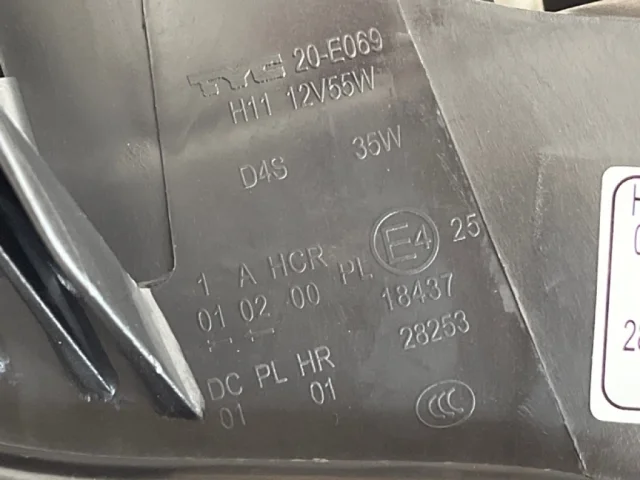 TYC 20-E069
H11 12V55W
D4S 35W
1 A HCR PL E4 25
01 02 00 18437
28253
DC PL HR
01 01
CCC